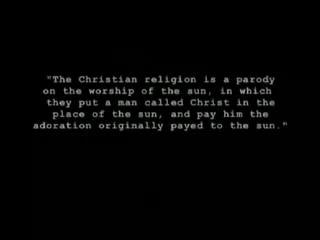 "The Christian religion is a parody
on the worship of the sun, in which
they put a man called Christ in the
place of the sun, and pay him the
adoration originally payed to the sun."